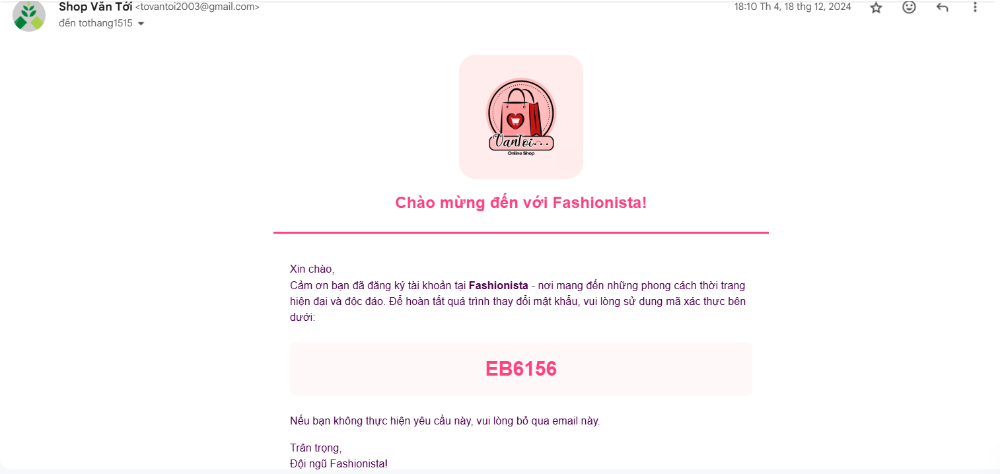 Shop Văn Tới <tovantoi2003@gmail.com>
18:10 Th 4, 18 thg 12, 2024
đến tothang1515
VanToi...
Online Shop
Chào mừng đến với Fashionista!
Xin chào,
Cảm ơn bạn đã đăng ký tài khoản tại Fashionista - nơi mang đến những phong cách thời trang
hiện đại và độc đáo. Để hoàn tất quá trình thay đổi mật khẩu, vui lòng sử dụng mã xác thực bên
dưới:
EB6156
Nếu bạn không thực hiện yêu cầu này, vui lòng bỏ qua email này.
Trân trọng,
Đội ngũ Fashionista!